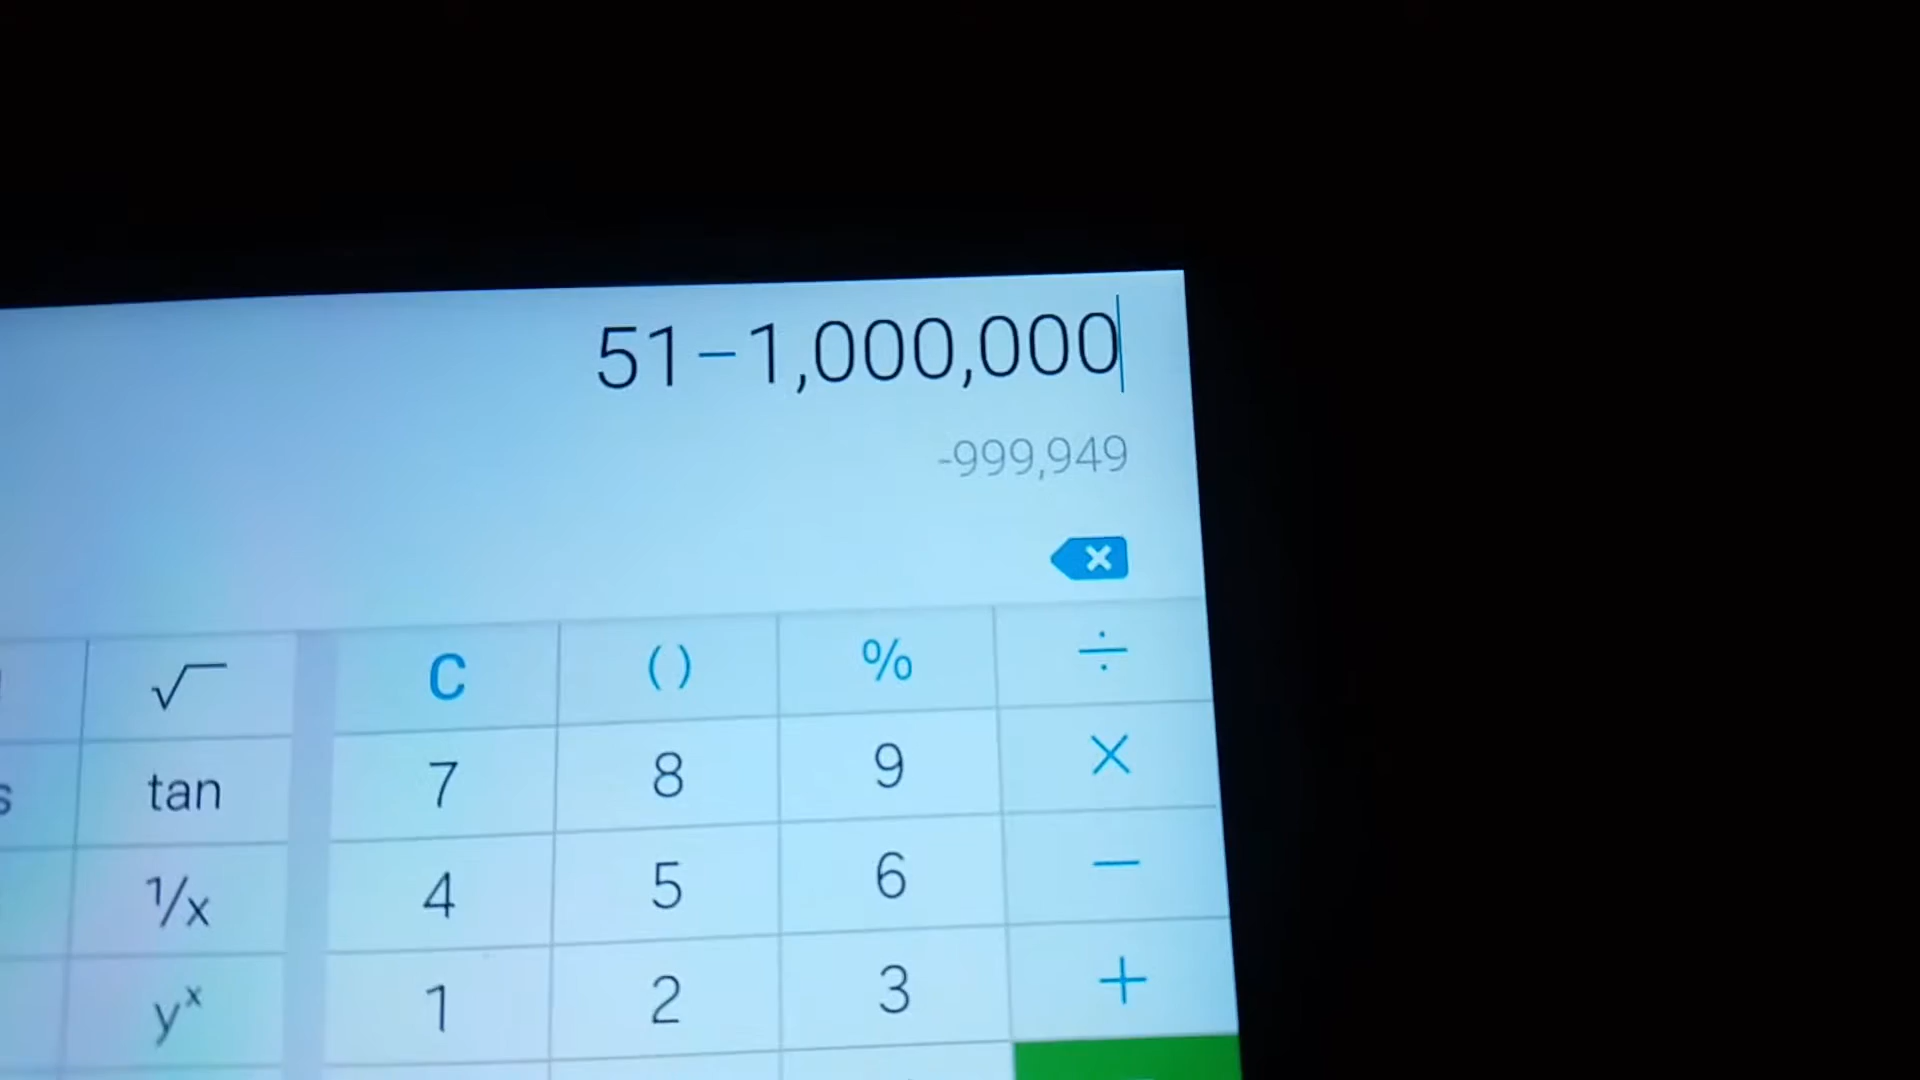 51−1,000,000
-999,949
√ C () % ÷
s tan 7 8 9 ×
1/x 4 5 6 −
yˣ 1 2 3 +